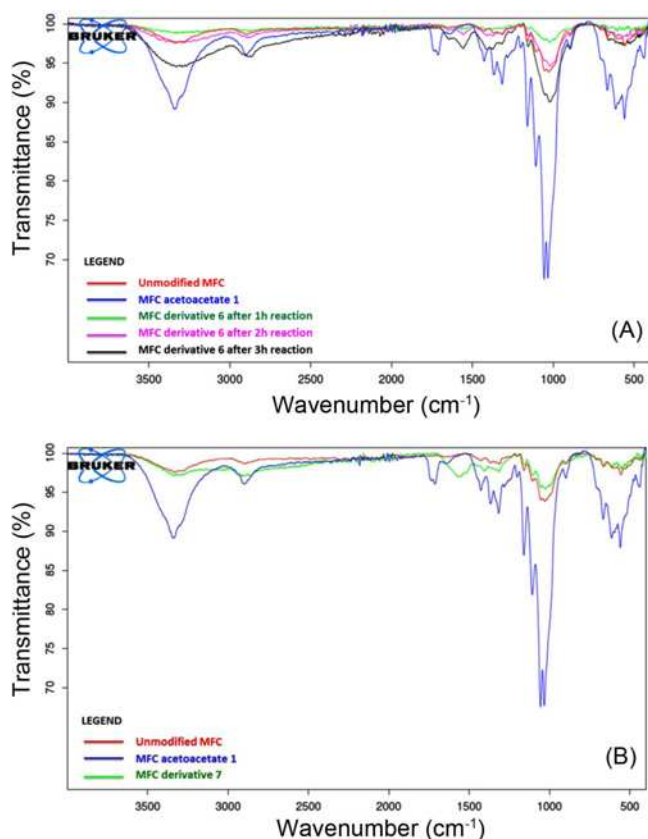 100
95
90
85
80
75
70
Transmittance (%)
BRUKER
LEGEND
Unmodified MFC
MFC acetoacetate 1
MFC derivative 6 after 1h reaction
MFC derivative 6 after 2h reaction
MFC derivative 6 after 3h reaction
(A)
3500 3000 2500 2000 1500 1000 500
Wavenumber (cm⁻¹)
100
95
90
85
80
75
70
Transmittance (%)
BRUKER
LEGEND
Unmodified MFC
MFC acetoacetate 1
MFC derivative 7
(B)
3500 3000 2500 2000 1500 1000 500
Wavenumber (cm⁻¹)